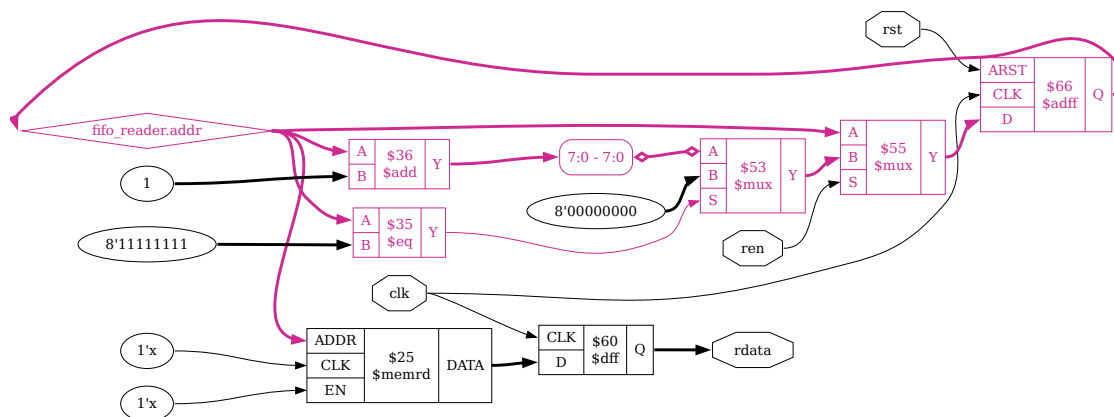 rst
ARST
CLK
D
$66
$adff
Q
fifo_reader.addr
A
B
$36
$add
Y
7:0 - 7:0
A
B
S
$53
$mux
Y
A
B
S
$55
$mux
Y
1
8'00000000
A
B
$35
$eq
Y
8'11111111
ren
clk
ADDR
CLK
EN
$25
$memrd
DATA
CLK
D
$60
$dff
Q
rdata
1'x
1'x